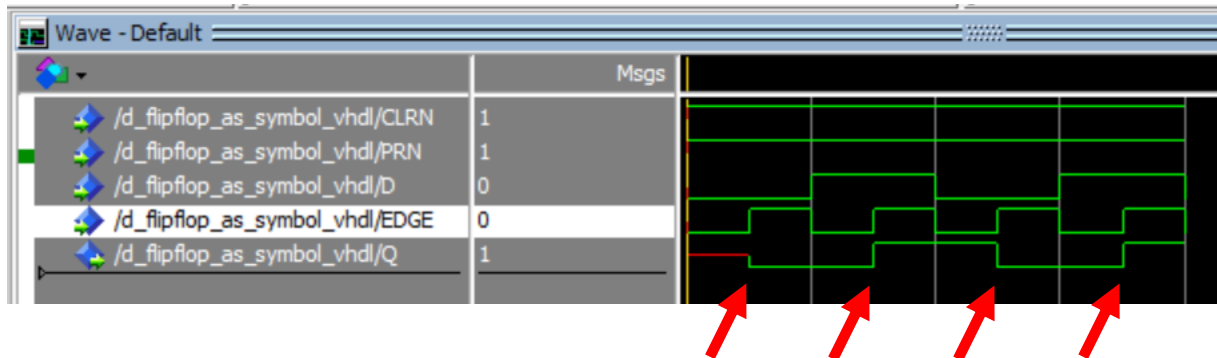 Wave - Default
Msgs
/d_flipflop_as_symbol_vhdl/CLRN 1
/d_flipflop_as_symbol_vhdl/PRN 1
/d_flipflop_as_symbol_vhdl/D 0
/d_flipflop_as_symbol_vhdl/EDGE 0
/d_flipflop_as_symbol_vhdl/Q 1